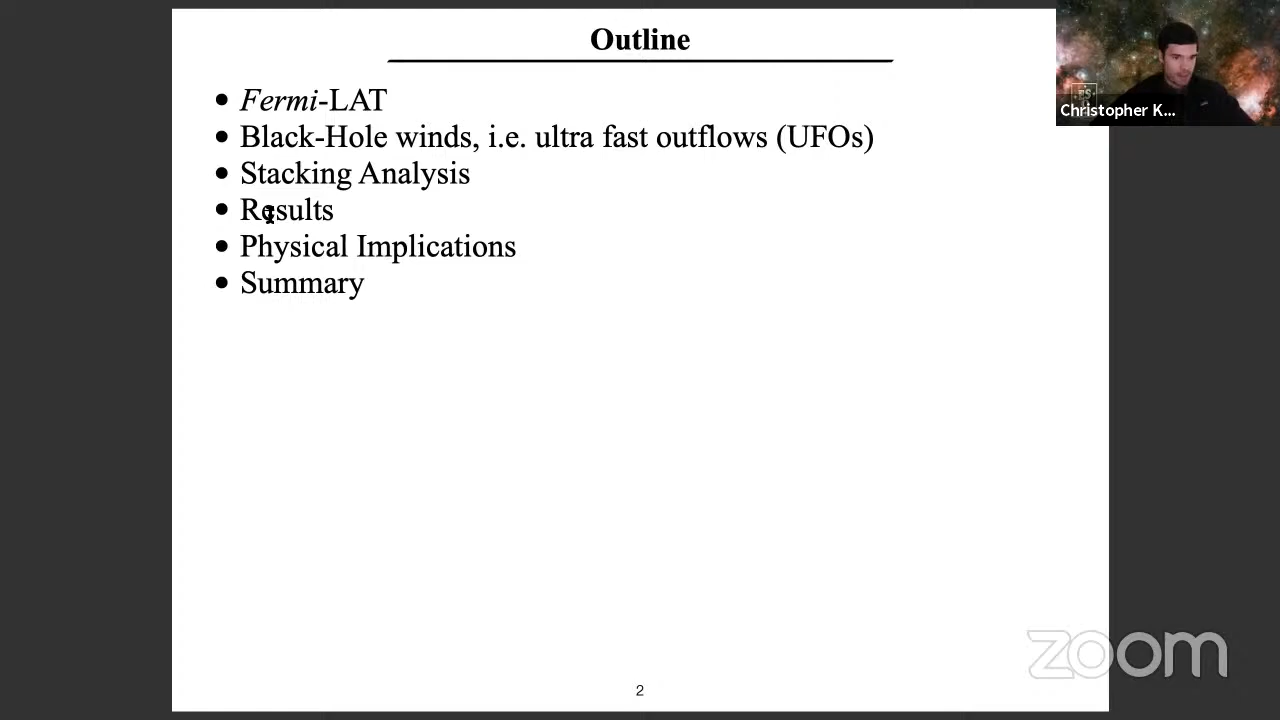 Outline
• Fermi-LAT
• Black-Hole winds, i.e. ultra fast outflows (UFOs)
• Stacking Analysis
• Results
• Physical Implications
• Summary
2
Christopher K...
zoom